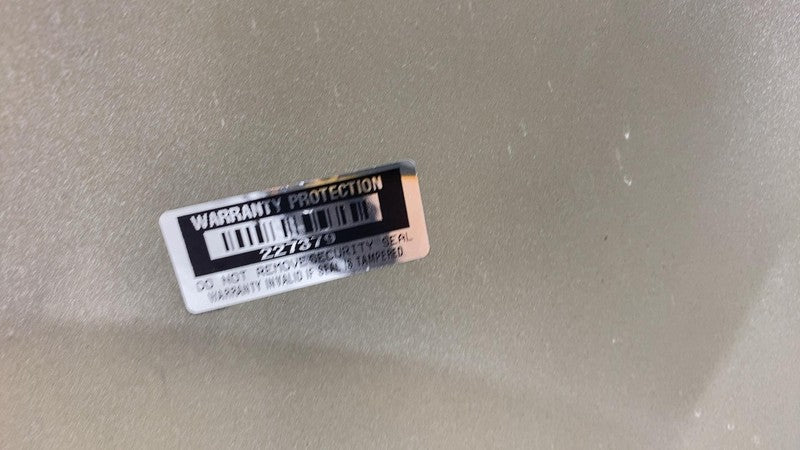 WARRANTY PROTECTION
227379
DO NOT REMOVE SECURITY SEAL
WARRANTY INVALID IF SEAL IS TAMPERED